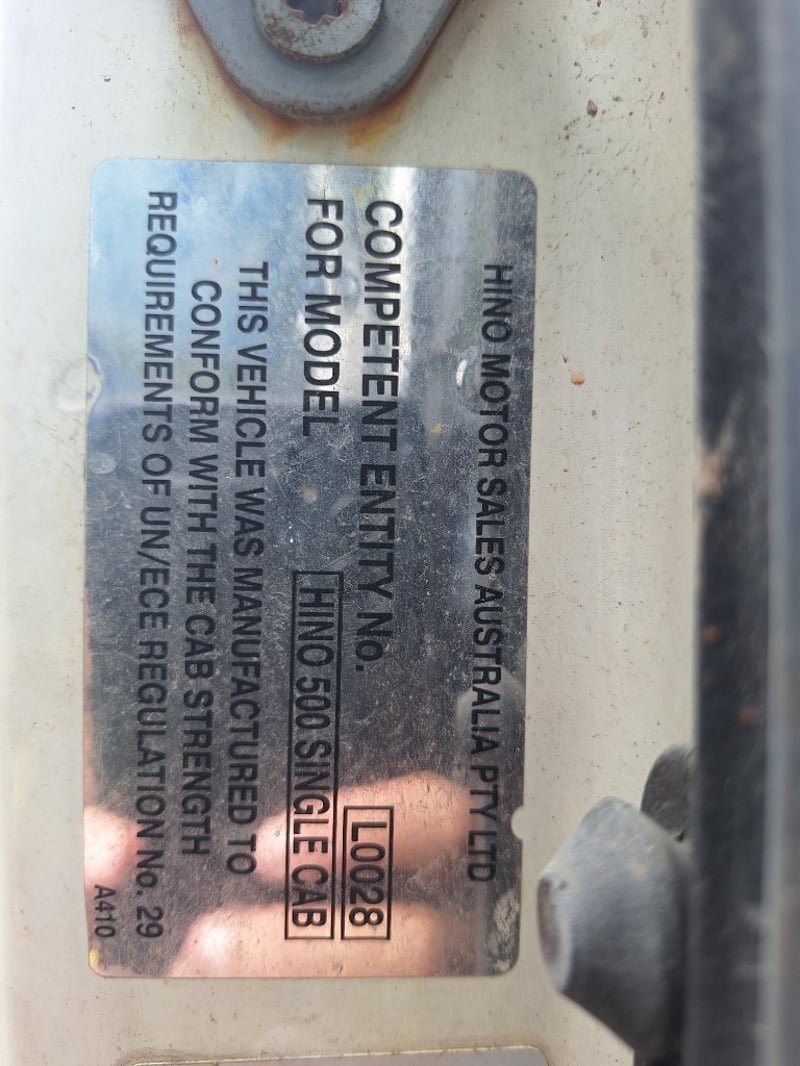 HINO MOTOR SALES AUSTRALIA PTY LTD
COMPETENT ENTITY No. L0028
FOR MODEL HINO 500 SINGLE CAB
THIS VEHICLE WAS MANUFACTURED TO
CONFORM WITH THE CAB STRENGTH
REQUIREMENTS OF UN/ECE REGULATION No. 29
A410